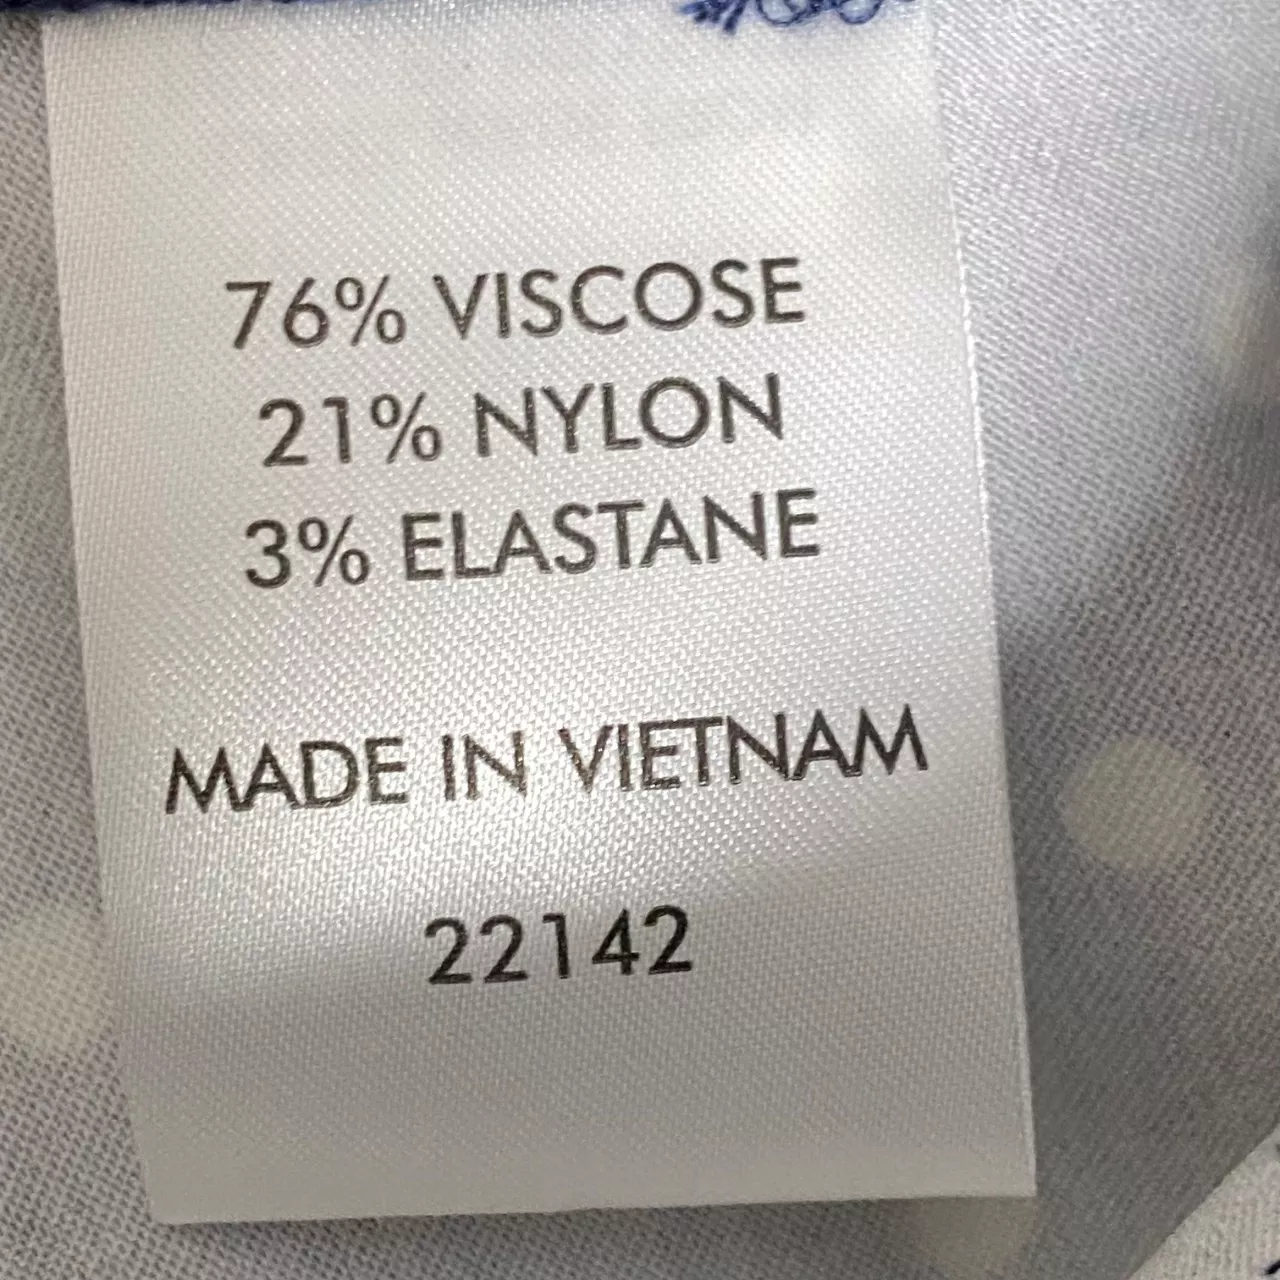 76% VISCOSE
21% NYLON
3% ELASTANE
MADE IN VIETNAM
22142